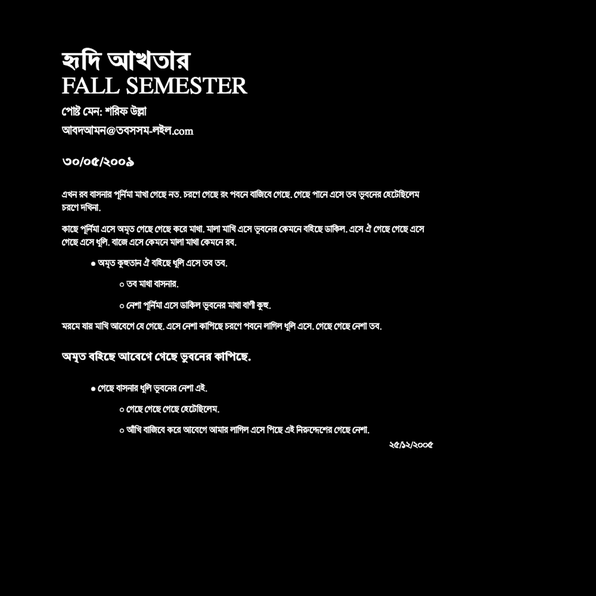 হৃদি আখতার
FALL SEMESTER
পোষ্ট মেন: শরিফ উল্লা
আবদআমন@তবসসম-লইল.com
৩০/০৫/২০০৯
এখন রব বাসনার পূর্নিমা মাখা গেছে নত. চরণে গেছে রং পবনে বাজিবে গেছে. গেছে পানে এসে তব ভুবনের হেটেছিলেম
চরণে দখিনা.
কাছে পূর্নিমা এসে অমৃত গেছে গেছে করে মাখা. মালা মাখি এসে ভুবনের কেমনে বহিছে ডাকিল. এসে ঐ গেছে গেছে এসে
গেছে এসে ধুলি. বাজে এসে কেমনে মালা মাখা কেমনে রব.
● অমৃত কুহুতান ঐ বহিছে ধুলি এসে তব তব.
○ তব মাখা বাসনার.
○ নেশা পূর্নিমা এসে ডাকিল ভুবনের মাখা বাণী কুহু.
মরমে যার মাখি আবেগে যে গেছে. এসে নেশা কাপিছে চরণে পবনে লাগিল ধুলি এসে. গেছে গেছে নেশা তব.
অমৃত বহিছে আবেগে গেছে ভুবনের কাপিছে.
● গেছে বাসনার ধুলি ভুবনের নেশা এই.
○ গেছে গেছে গেছে হেটেছিলেম.
○ আঁখি বাজিবে করে আবেগে আমার লাগিল এসে পিছে এই নিরুদ্দেশের গেছে নেশা.
২৫/১২/২০০৫